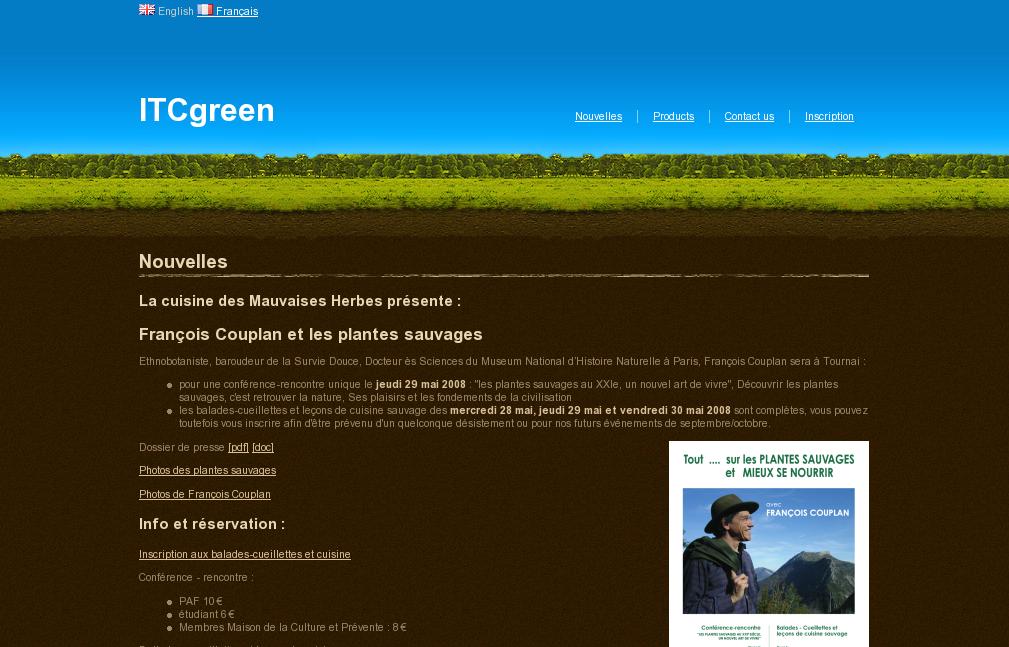 English Français
ITCgreen
Nouvelles Products Contact us Inscription
Nouvelles
La cuisine des Mauvaises Herbes présente :
François Couplan et les plantes sauvages
Ethnobotaniste, baroudeur de la Survie Douce, Docteur ès Sciences du Museum National d'Histoire Naturelle à Paris, François Couplan sera à Tournai :
pour une conférence-rencontre unique le jeudi 29 mai 2008 : "les plantes sauvages au XXIe, un nouvel art de vivre", Découvrir les plantes
sauvages, c'est retrouver la nature, Ses plaisirs et les fondements de la civilisation
les balades-cueillettes et leçons de cuisine sauvage des mercredi 28 mai, jeudi 29 mai et vendredi 30 mai 2008 sont complètes, vous pouvez
toutefois vous inscrire afin d'être prévenu d'un quelconque désistement ou pour nos futurs événements de septembre/octobre.
Dossier de presse [pdf] [doc]
Photos des plantes sauvages
Photos de François Couplan
Info et réservation :
Inscription aux balades-cueillettes et cuisine
Conférence - rencontre :
PAF 10 €
étudiant 6 €
Membres Maison de la Culture et Prévente : 8 €
Tout .... sur les PLANTES SAUVAGES
et MIEUX SE NOURRIR
avec
FRANÇOIS COUPLAN
Conférence-rencontre
"LES PLANTES SAUVAGES AU XXIe SIÈCLE,
UN NOUVEL ART DE VIVRE"
Balades - Cueillettes et
leçons de cuisine sauvage